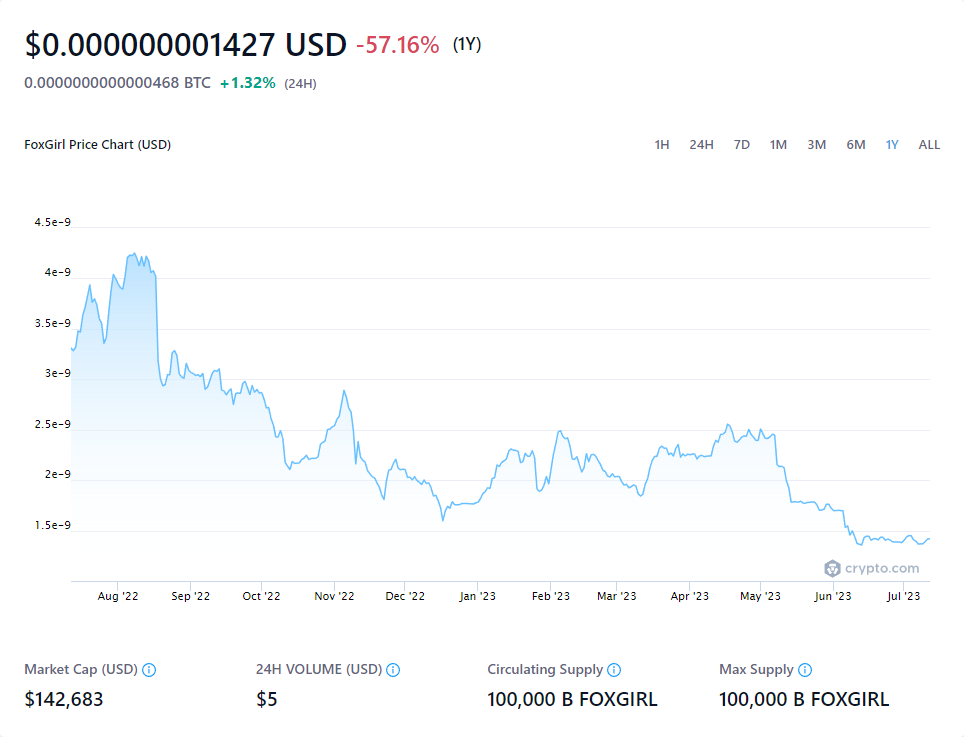 $0.000000001427 USD -57.16% (1Y)
0.0000000000000468 BTC +1.32% (24H)
FoxGirl Price Chart (USD) 1H 24H 7D 1M 3M 6M 1Y ALL
4.5e-9
4e-9
3.5e-9
3e-9
2.5e-9
2e-9
1.5e-9
crypto.com
Aug '22 Sep '22 Oct '22 Nov '22 Dec '22 Jan '23 Feb '23 Mar '23 Apr '23 May '23 Jun '23 Jul '23
Market Cap (USD) 24H VOLUME (USD) Circulating Supply Max Supply
$142,683 $5 100,000 B FOXGIRL 100,000 B FOXGIRL